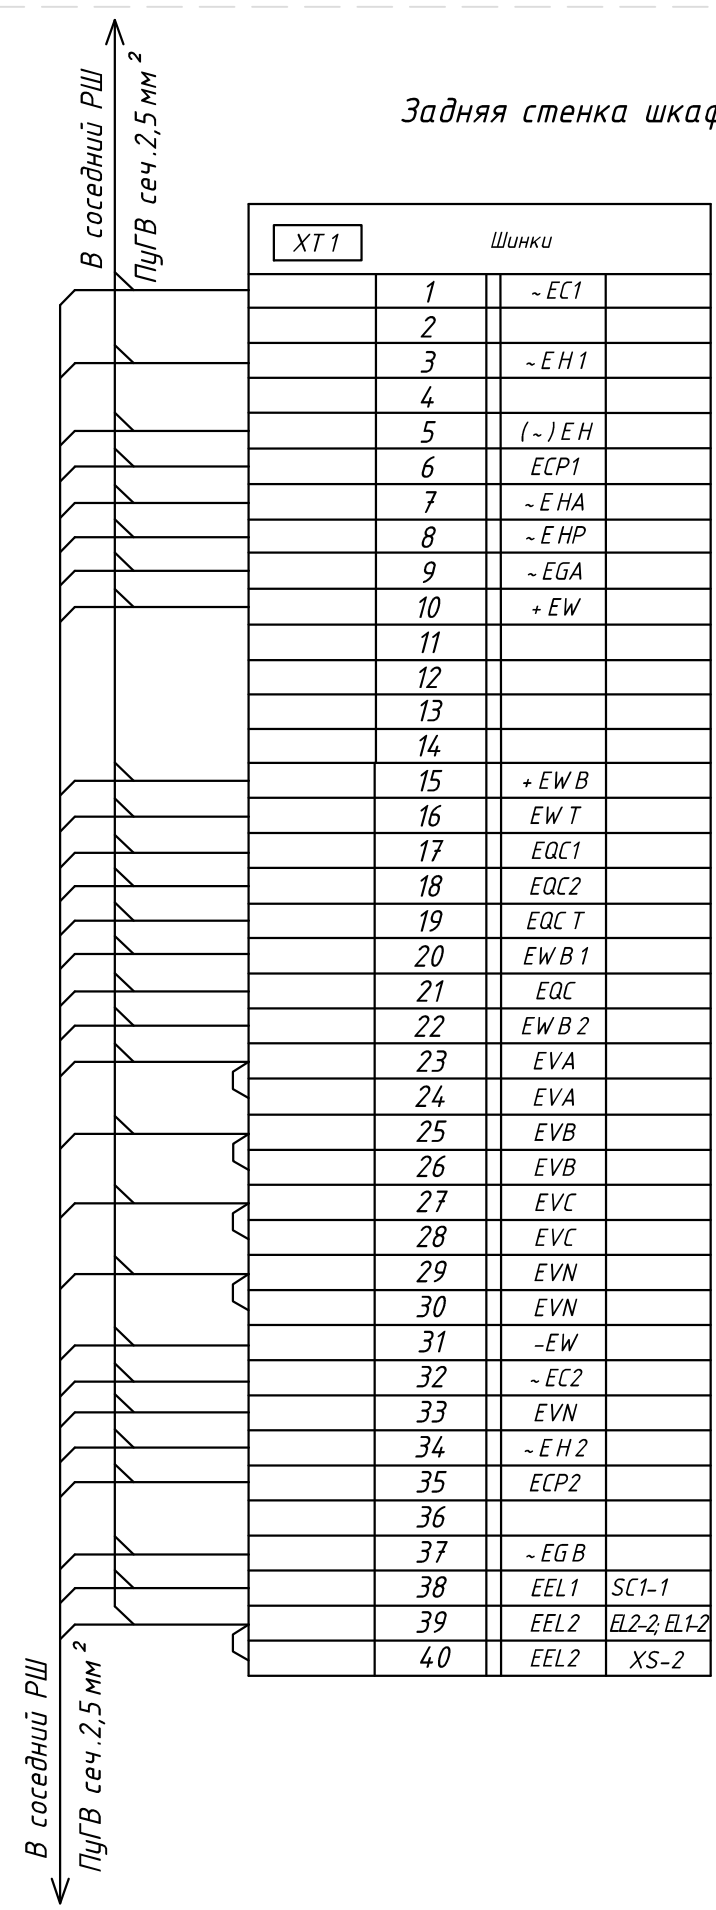 Задняя стенка
В соседний РШ
ПуГВ сеч.2,5 мм²
XT1 Шинки
1 ~EC1
2
3 ~EH1
4
5 (~)EH
6 ECP1
7 ~EHA
8 ~EHP
9 ~EGA
10 +EW
11
12
13
14
15 +EWB
16 EWT
17 EQC1
18 EQC2
19 EQCT
20 EWB1
21 EQC
22 EWB2
23 EVA
24 EVA
25 EVB
26 EVB
27 EVC
28 EVC
29 EVN
30 EVN
31 -EW
32 ~EC2
33 EVN
34 ~EH2
35 ECP2
36
37 ~EGB
38 EEL1 SC1-1
39 EEL2 EL2-2; EL1-2
40 EEL2 XS-2
В соседний РШ
ПуГВ сеч.2,5 мм²